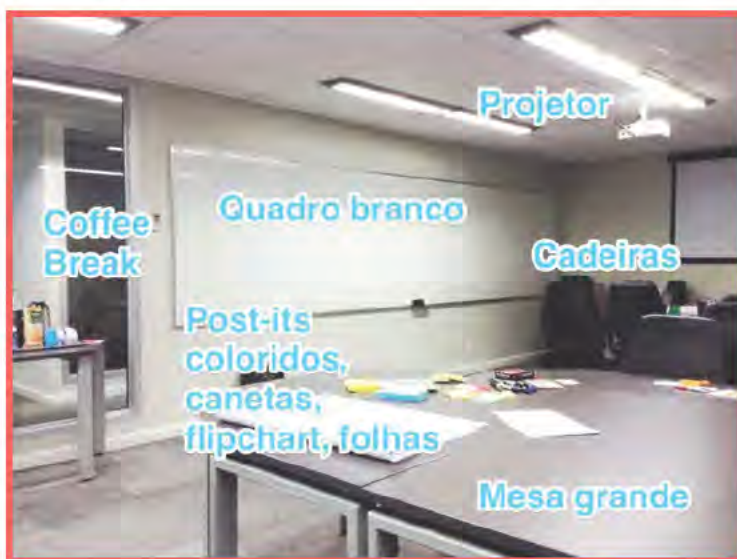 Projetor
Quadro branco
Coffee
Break
Cadeiras
Post-its
coloridos,
canetas,
flipchart, folhas
Mesa grande